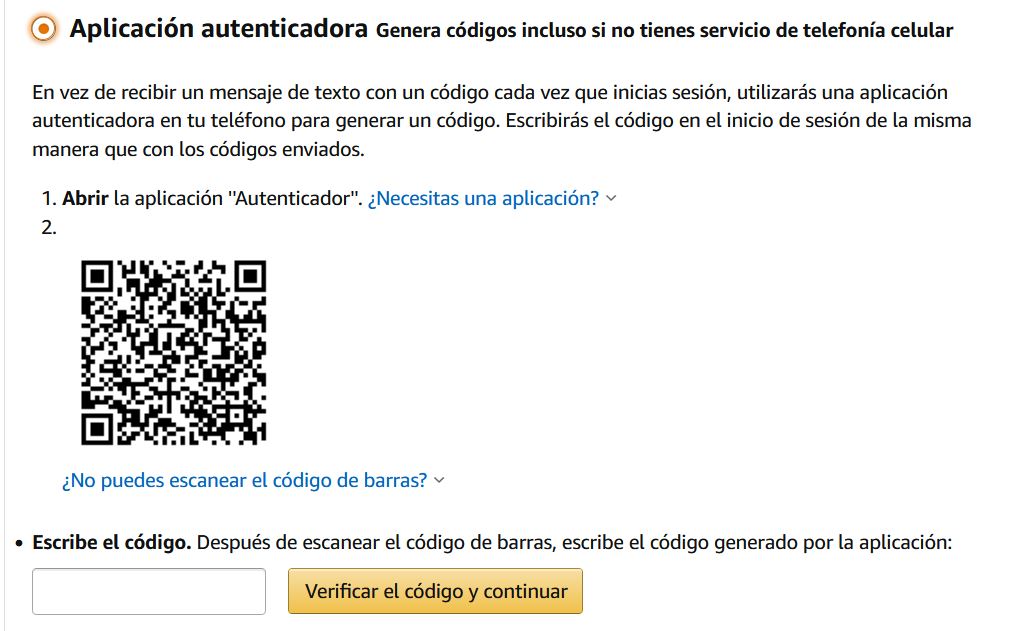 Aplicación autenticadora Genera códigos incluso si no tienes servicio de telefonía celular
En vez de recibir un mensaje de texto con un código cada vez que inicias sesión, utilizarás una aplicación
autenticadora en tu teléfono para generar un código. Escribirás el código en el inicio de sesión de la misma
manera que con los códigos enviados.
1. Abrir la aplicación "Autenticador". ¿Necesitas una aplicación?
2.
¿No puedes escanear el código de barras?
• Escribe el código. Después de escanear el código de barras, escribe el código generado por la aplicación:
Verificar el código y continuar